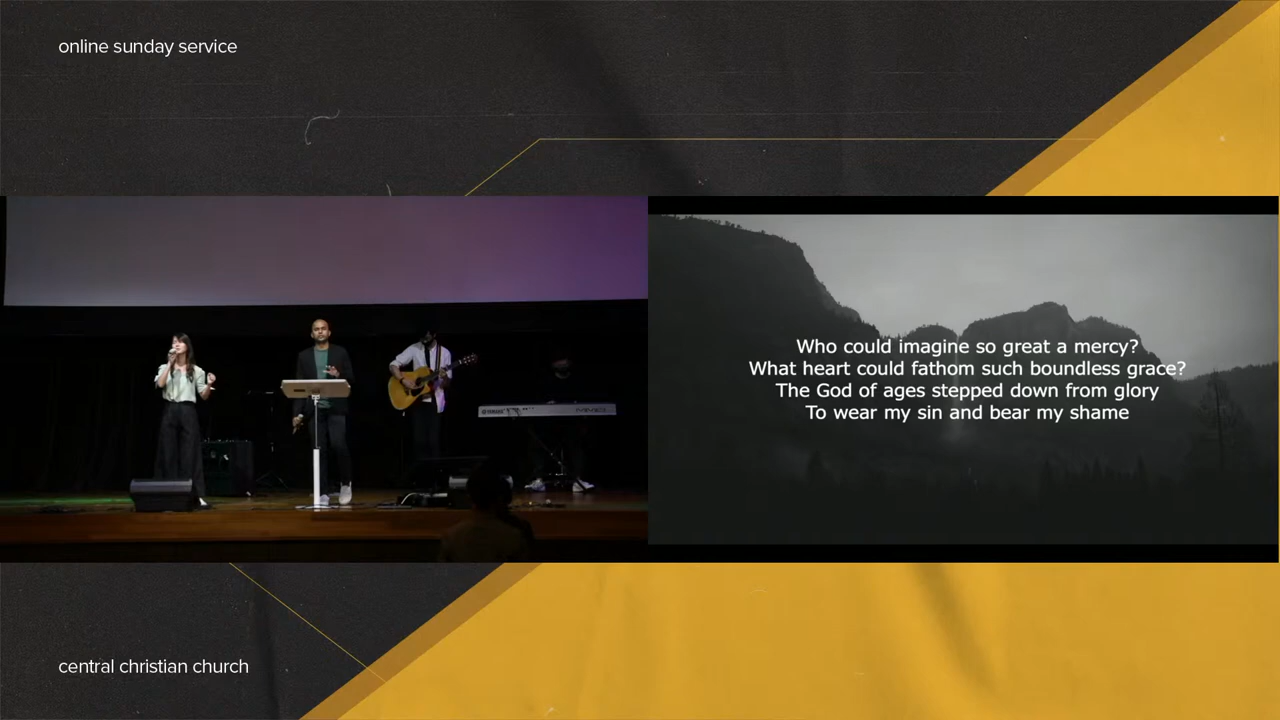 online sunday service
Who could imagine so great a mercy?
What heart could fathom such boundless grace?
The God of ages stepped down from glory
To wear my sin and bear my shame
YAMAHA
central christian church